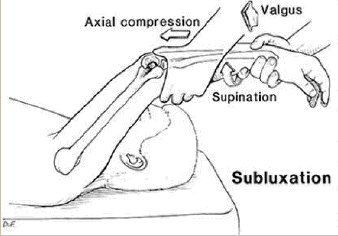 Axial compression
Valgus
Supination
Subluxation
D.F.